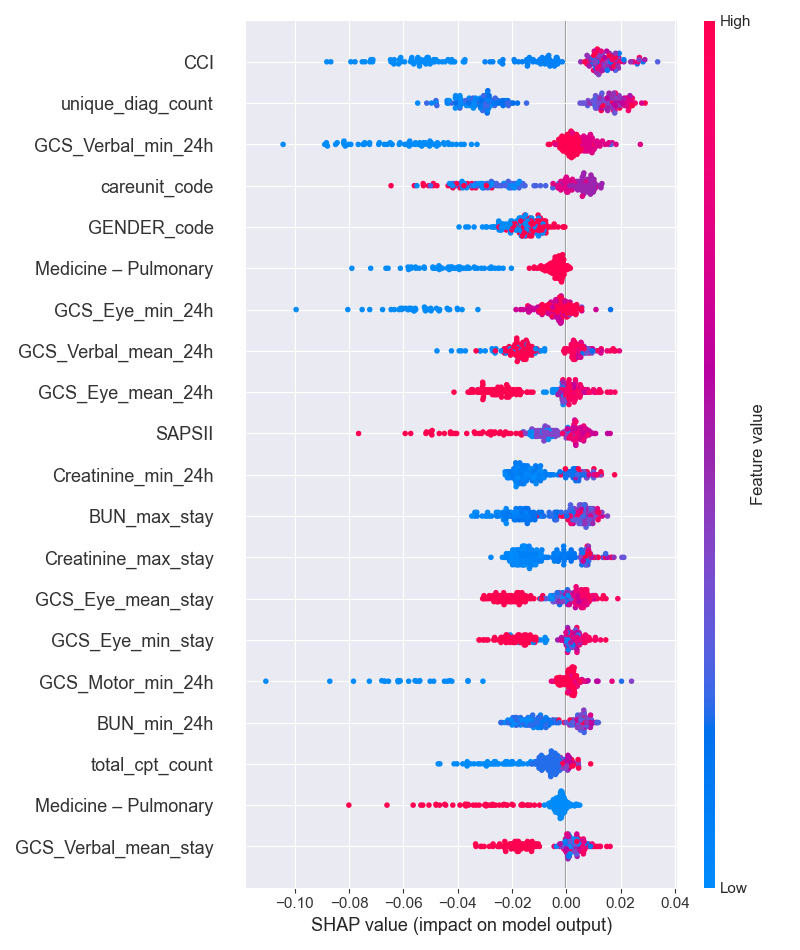 High
CCI
unique_diag_count
GCS_Verbal_min_24h
careunit_code
GENDER_code
Medicine – Pulmonary
GCS_Eye_min_24h
GCS_Verbal_mean_24h
GCS_Eye_mean_24h
SAPSII
Creatinine_min_24h
BUN_max_stay
Creatinine_max_stay
GCS_Eye_mean_stay
GCS_Eye_min_stay
GCS_Motor_min_24h
BUN_min_24h
total_cpt_count
Medicine – Pulmonary
GCS_Verbal_mean_stay
Feature value
Low
−0.10 −0.08 −0.06 −0.04 −0.02 0.00 0.02 0.04
SHAP value (impact on model output)